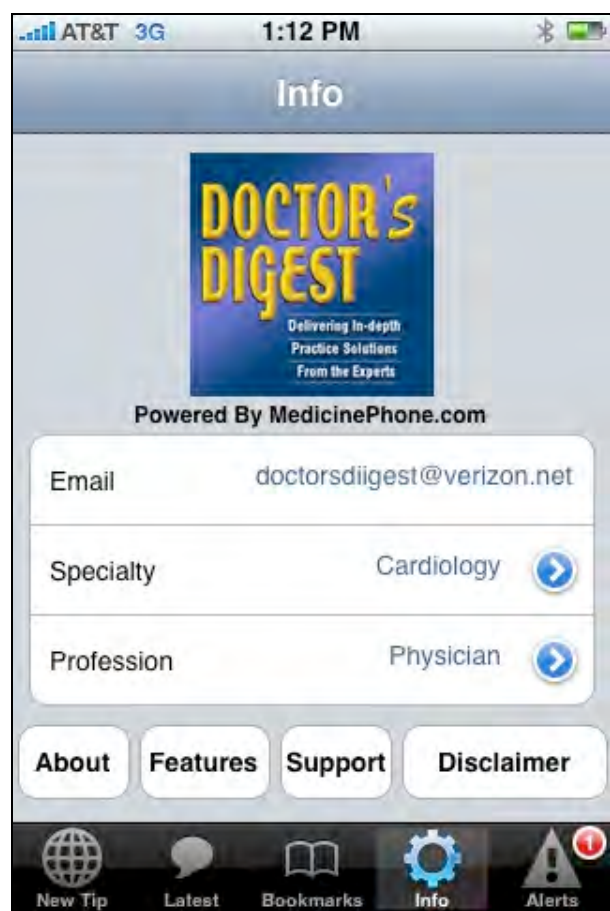 AT&T 3G 1:12 PM
Info
DOCTOR's
DIGEST
Delivering In-depth
Practice Solutions
From the Experts
Powered By MedicinePhone.com
Email doctorsdiigest@verizon.net
Specialty Cardiology
Profession Physician
About Features Support Disclaimer
1
New Tip Latest Bookmarks Info Alerts